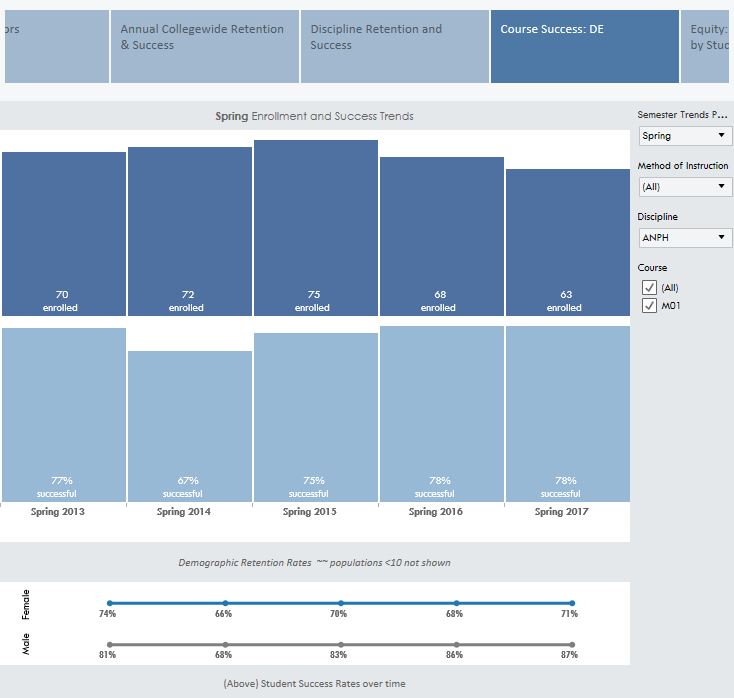 ors
Annual Collegewide Retention
& Success
Discipline Retention and
Success
Course Success: DE
Equity:
by Stud
Spring Enrollment and Success Trends
70
enrolled
72
enrolled
75
enrolled
68
enrolled
63
enrolled
77%
successful
67%
successful
75%
successful
78%
successful
78%
successful
Spring 2013
Spring 2014
Spring 2015
Spring 2016
Spring 2017
Semester Trends P...
Spring
Method of Instruction
(All)
Discipline
ANPH
Course
(All)
M01
Demographic Retention Rates ~~ populations <10 not shown
Female
74% 66% 70% 68% 71%
Male
81% 68% 83% 86% 87%
(Above) Student Success Rates over time